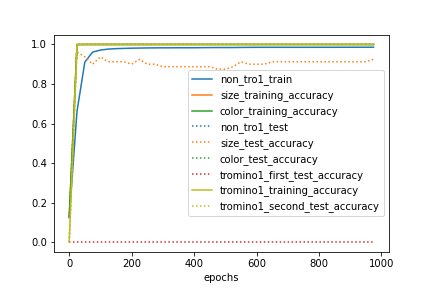 1.0
0.8
0.6
0.4
0.2
0.0
non_tro1_train
size_training_accuracy
color_training_accuracy
non_tro1_test
size_test_accuracy
color_test_accuracy
tromino1_first_test_accuracy
tromino1_training_accuracy
tromino1_second_test_accuracy
0 200 400 600 800 1000
epochs